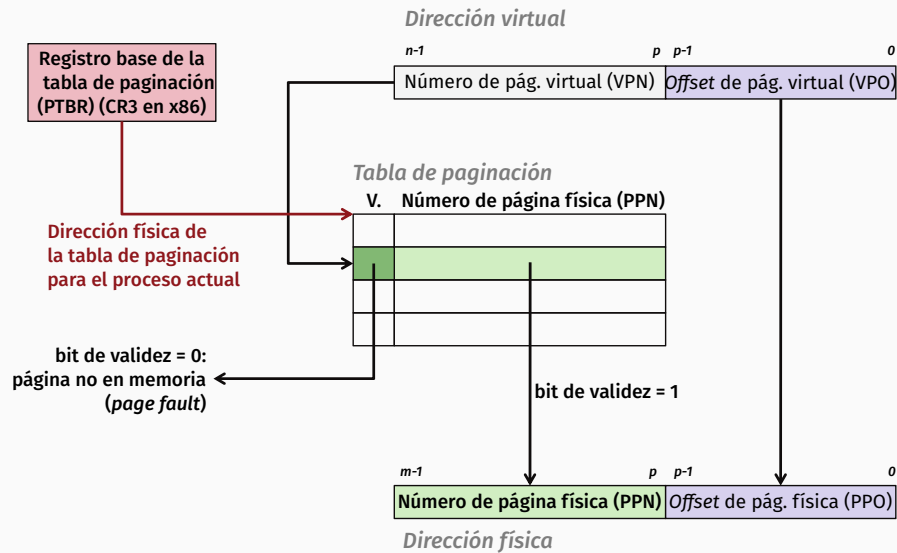 Dirección virtual
n-1 p p-1 0
Número de pág. virtual (VPN) Offset de pág. virtual (VPO)
Registro base de la
tabla de paginación
(PTBR) (CR3 en x86)
Tabla de paginación
V. Número de página física (PPN)
Dirección física de
la tabla de paginación
para el proceso actual
bit de validez = 0:
página no en memoria
(page fault)
bit de validez = 1
m-1 p p-1 0
Número de página física (PPN) Offset de pág. física (PPO)
Dirección física